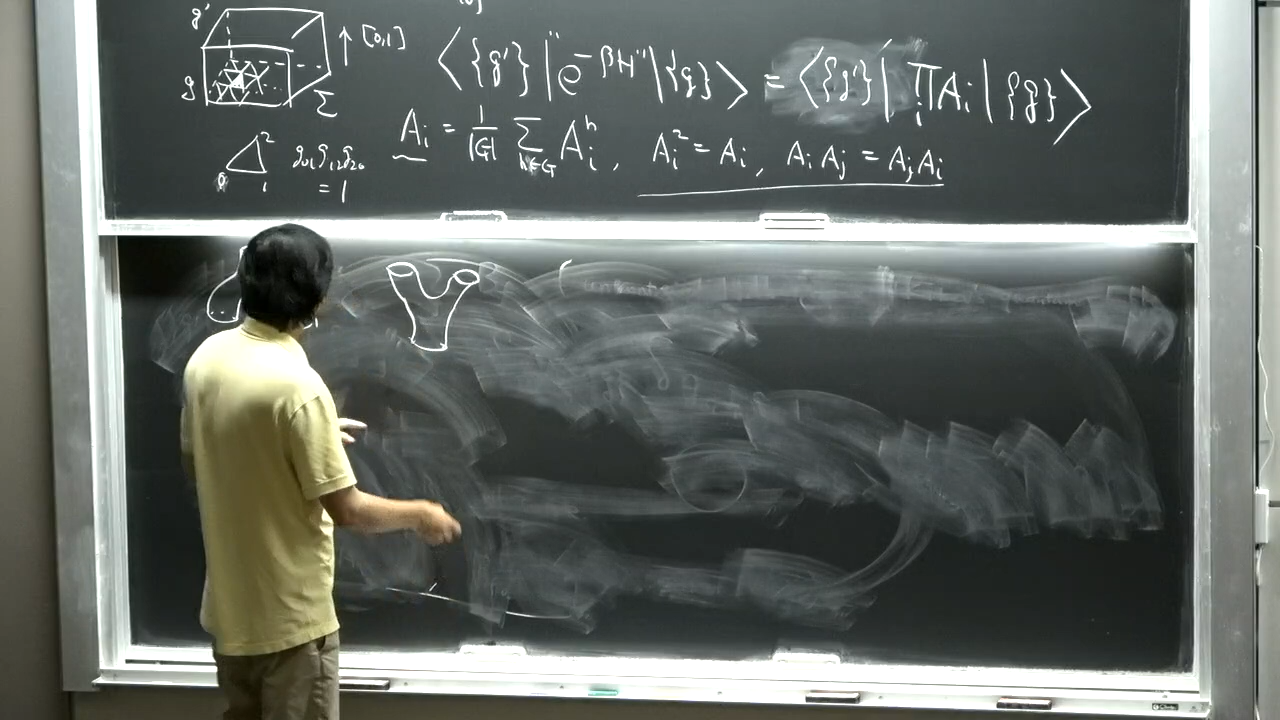 g'
[0,1]
⟨{g'}|"e^{-βH}"|{g}⟩ = ⟨{g'}|∏_i A_i|{g}⟩
g
Σ
A_i = 1/|G| Σ_{h∈G} A_i^h , A_i^2 = A_i , A_i A_j = A_j A_i
2
g_{01} g_{12} g_{20}
0 1
= 1